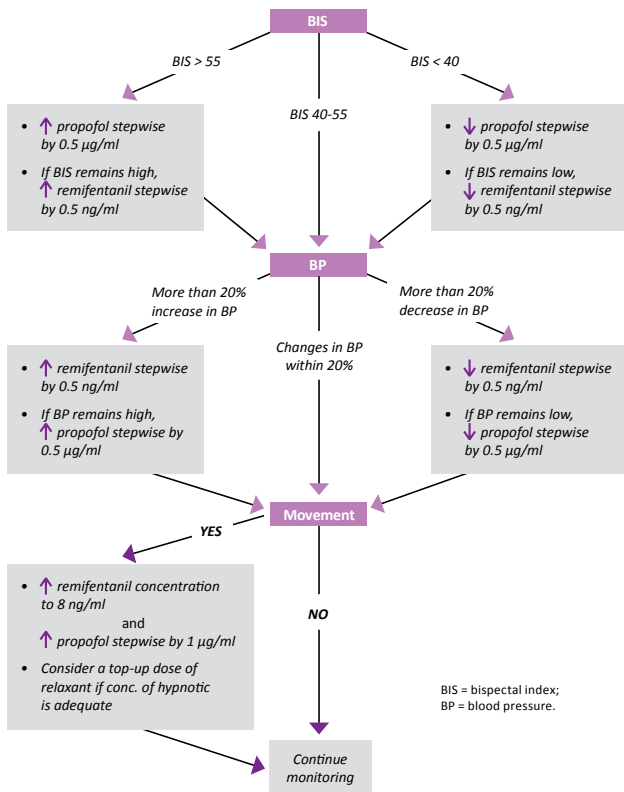 BIS
BIS > 55
BIS < 40
BIS 40-55
• ↑ propofol stepwise
by 0.5 µg/ml
• If BIS remains high,
↑ remifentanil stepwise
by 0.5 ng/ml
• ↓ propofol stepwise
by 0.5 µg/ml
• If BIS remains low,
↓ remifentanil stepwise
by 0.5 ng/ml
BP
More than 20%
increase in BP
Changes in BP
within 20%
More than 20%
decrease in BP
• ↑ remifentanil stepwise
by 0.5 ng/ml
• If BP remains high,
↑ propofol stepwise by
0.5 µg/ml
• ↓ remifentanil stepwise
by 0.5 ng/ml
• If BP remains low,
↓ propofol stepwise
by 0.5 µg/ml
Movement
YES
NO
• ↑ remifentanil concentration
to 8 ng/ml
and
↑ propofol stepwise by 1 µg/ml
• Consider a top-up dose of
relaxant if conc. of hypnotic
is adequate
BIS = bispectal index;
BP = blood pressure.
Continue
monitoring